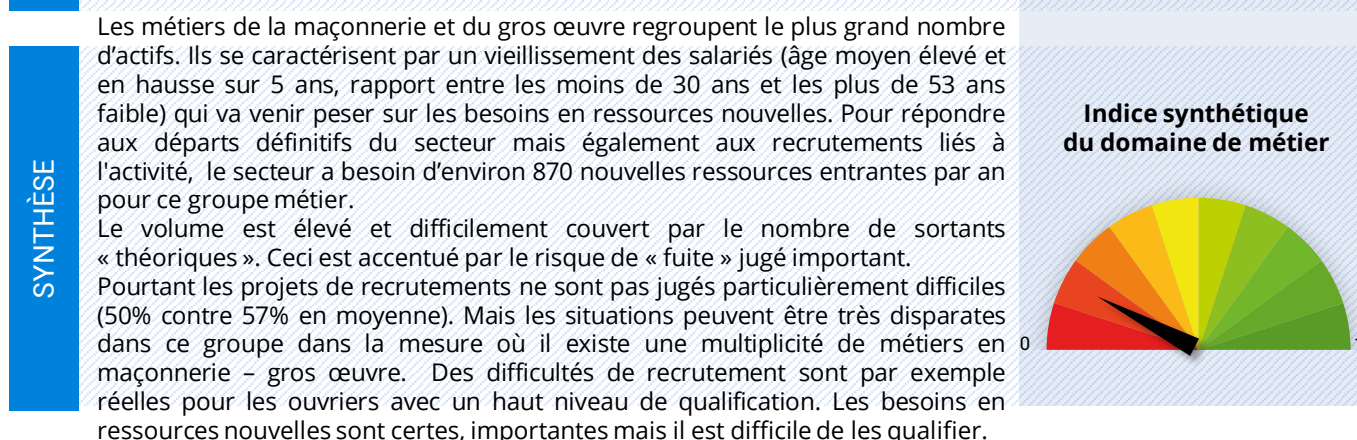 Les métiers de la maçonnerie et du gros œuvre regroupent le plus grand nombre
d’actifs. Ils se caractérisent par un vieillissement des salariés (âge moyen élevé et
en hausse sur 5 ans, rapport entre les moins de 30 ans et les plus de 53 ans
faible) qui va venir peser sur les besoins en ressources nouvelles. Pour répondre
aux départs définitifs du secteur mais également aux recrutements liés à
l'activité, le secteur a besoin d’environ 870 nouvelles ressources entrantes par an
pour ce groupe métier.
Le volume est élevé et difficilement couvert par le nombre de sortants
« théoriques ». Ceci est accentué par le risque de « fuite » jugé important.
Pourtant les projets de recrutements ne sont pas jugés particulièrement difficiles
(50% contre 57% en moyenne). Mais les situations peuvent être très disparates
dans ce groupe dans la mesure où il existe une multiplicité de métiers en
maçonnerie – gros œuvre. Des difficultés de recrutement sont par exemple
réelles pour les ouvriers avec un haut niveau de qualification. Les besoins en
ressources nouvelles sont certes, importantes mais il est difficile de les qualifier.
SYNTHÈSE
Indice synthétique
du domaine de métier
0